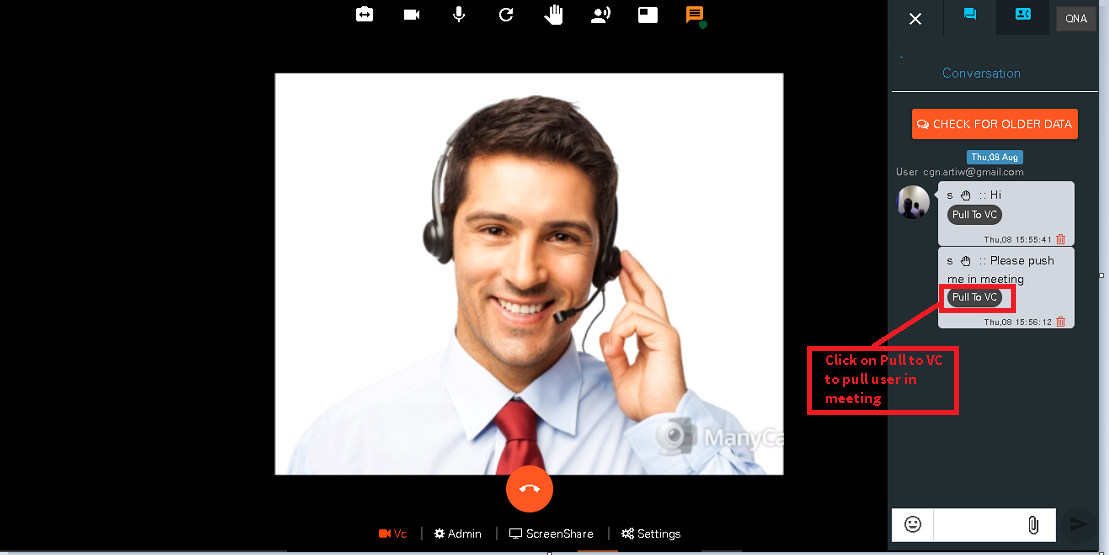 QNA
Conversation
CHECK FOR OLDER DATA
Thu,08 Aug
User cgn.artiw@gmail.com
s :: Hi
Pull To VC
Thu,08 15:55:41
s :: Please push
me in meeting
Pull To VC
Thu,08 15:56:12
Click on Pull to VC
to pull user in
meeting
ManyCa
Vc | Admin | ScreenShare | Settings